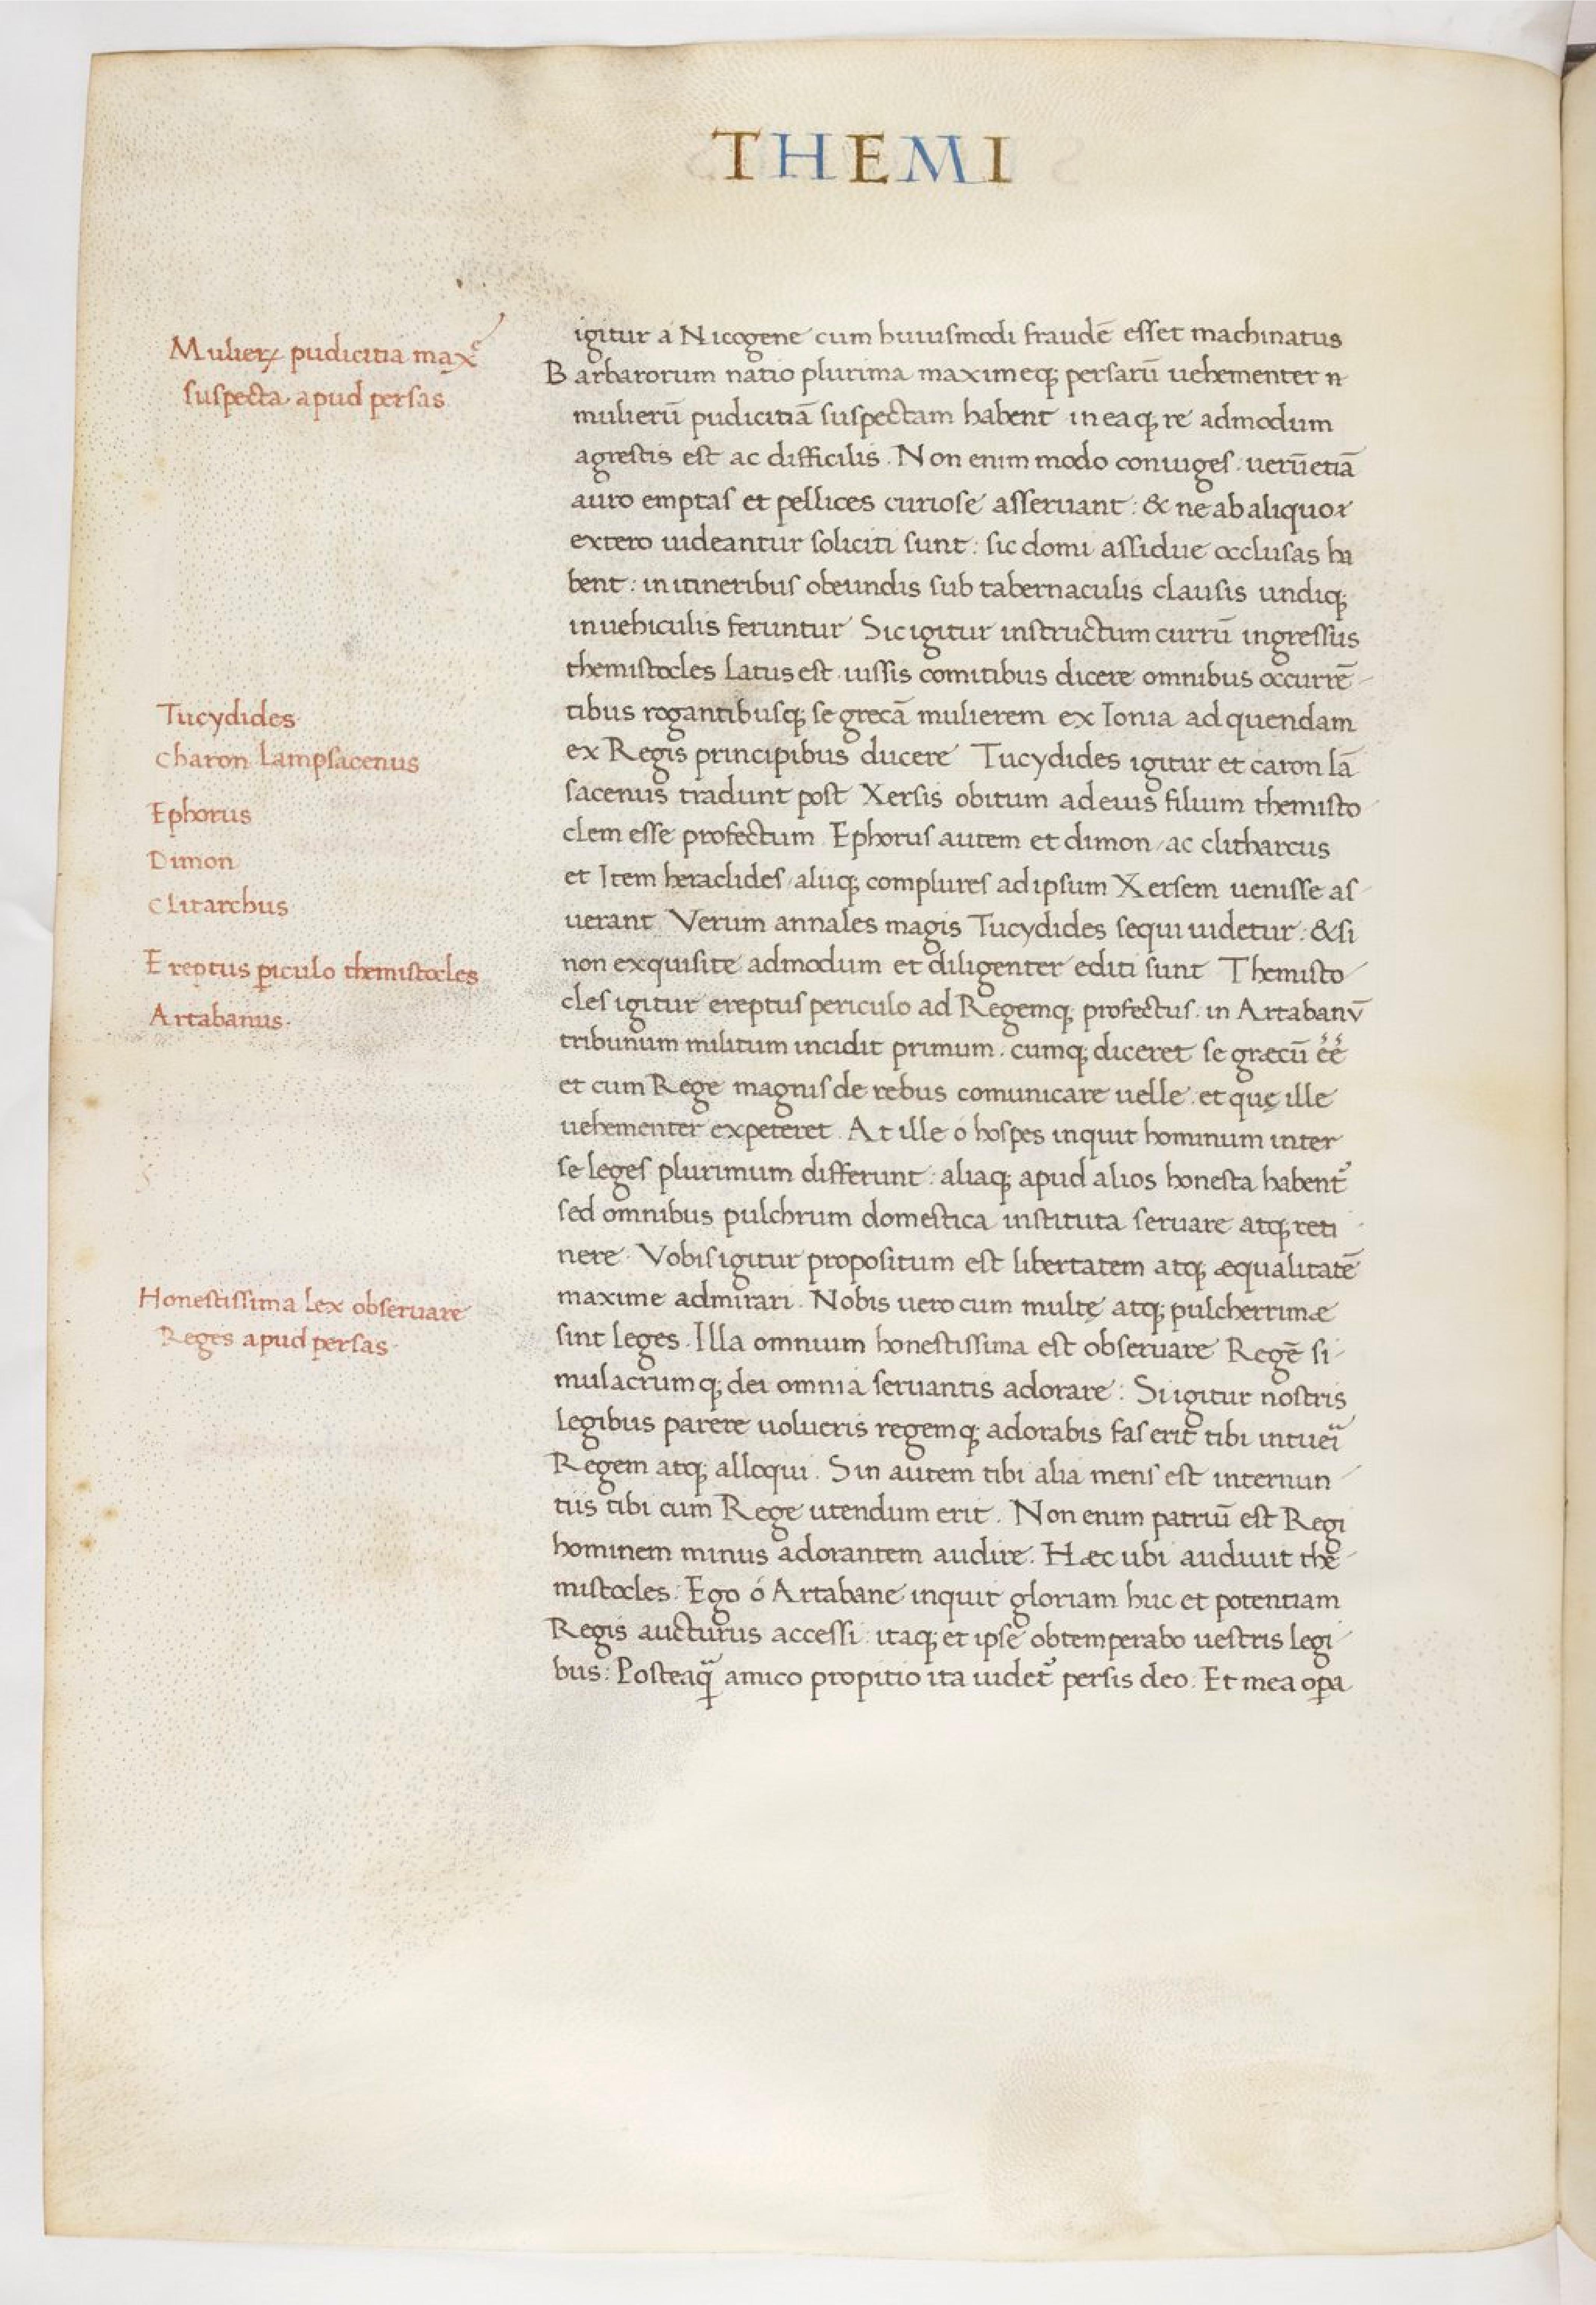 THEMI
Mulieꝝ pudicitia maxͤ
suspecta apud persas
Tucydides
charon Lampsacenus
Ephorus
Dimon
clitarchus
Ereptus ꝑiculo themistocles
Artabanus.
Honestissima Lex obseruare
Reges apud persas.
igitur a Nicogene cum huiusmodi fraudē esset machinatus
Barbarorum natio plurima maximeq; persarū uehementer n
mulierū pudicitiā suspectam habent in eaq; re admodum
agrestis est ac difficilis. Non enim modo coniuges: uerūetiā
auro emptas et pellices curiose asseruant: & ne ab aliquo
extero uideantur soliciti sunt: sic domi assidue occlusas ha
bent: in itineribus obeundis sub tabernaculis clausis undiq;
in uehiculis feruntur Sic igitur instructum currū ingressus
themistocles Latus est iussis comitibus dicere omnibus occurrē
tibus rogantibusq; se grecā mulierem ex Ionia ad quendam
ex Regis principibus ducere Tucydides igitur et caron lā
sacenus tradunt post Xersis obitum ad eius filium themisto
clem esse profectum. Ephorus autem et dimon, ac clitharcus
et Item heraclides, aliiq; complures ad ipsum Xersem uenisse as
uerant Verum annales magis Tucydides sequi uidetur: & si
non exquisite admodum et diligenter editi sunt Themisto
cles igitur ereptus periculo ad Regemq; profectus. in Artabanv̄
tribunum militum incidit primum. cumq; diceret se græcū ēē
et cum Rege magnis de rebus comunicare uelle. et quę ille
uehementer expeteret. At ille o hospes inquit hominum inter
se leges plurimum differunt: aliaq; apud alios honesta habent᷑
sed omnibus pulchrum domestica instituta seruare atq; reti
nere. Vobis igitur propositum est libertatem atq; æqualitatē
maxime admirari. Nobis uero cum multę atq; pulcherrimæ
sint leges. Illa omnium honestissima est obseruare Regē si
mulacrumq; dei omnia seruantis adorare: Si igitur nostris
Legibus parere uolueris regemq; adorabis fas erit tibi intueı̃
Regem atq; alloqui. Sin autem tibi alia mens est internun
tiis tibi cum Rege utendum erit. Non enim patriū est Regi
hominem minus adorantem audire. Hæc ubi audiuit thē
mistocles: Ego ó Artabane inquit gloriam huc et potentiam
Regis aucturus accessi: itaq; et ipse obtemperabo uestris legi
bus: Posteaꝙ̃ amico propitio ita uidet᷑ persis deo: Et mea oꝑa